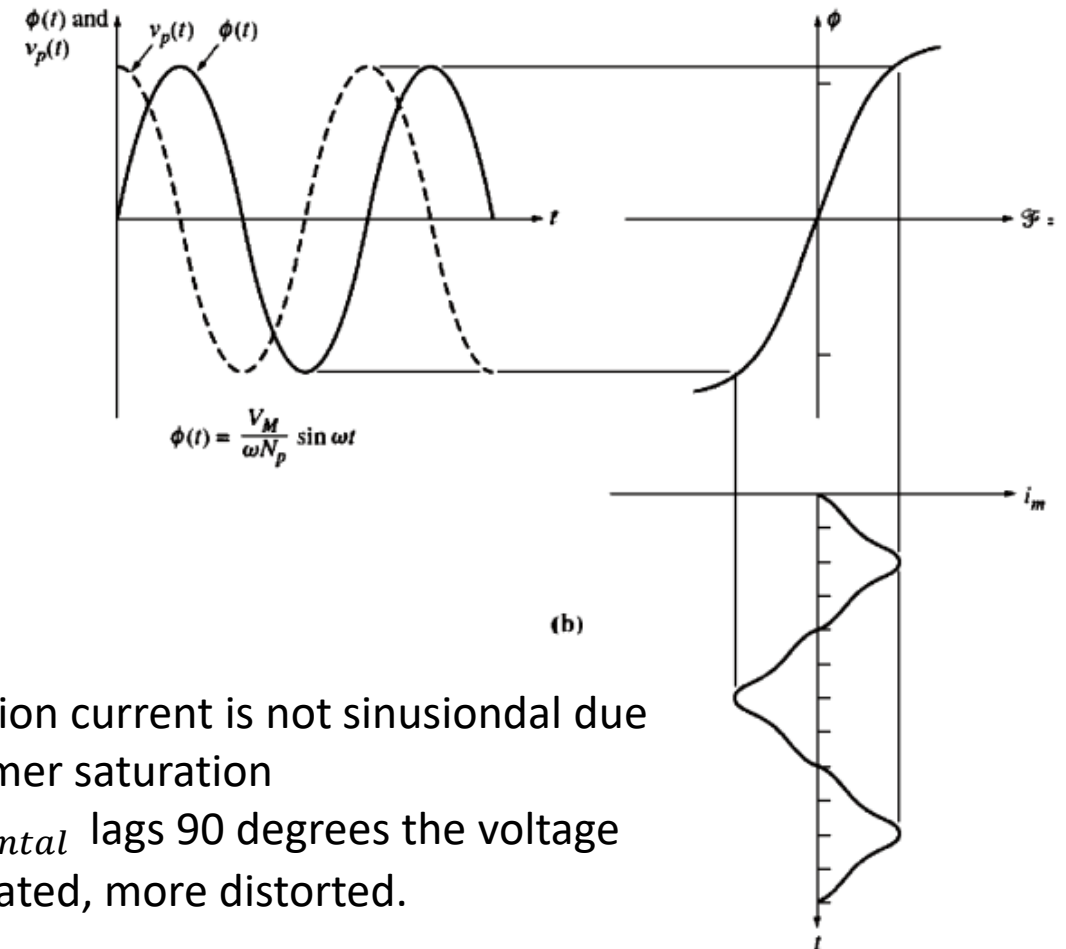 ϕ(t) and
v_p(t)
v_p(t) ϕ(t)
t
ϕ
ℱ =
ϕ(t) = V_M / ωN_p sin ωt
i_m
(b)
t
ion current is not sinusiondal due
mer saturation
ntal lags 90 degrees the voltage
ated, more distorted.